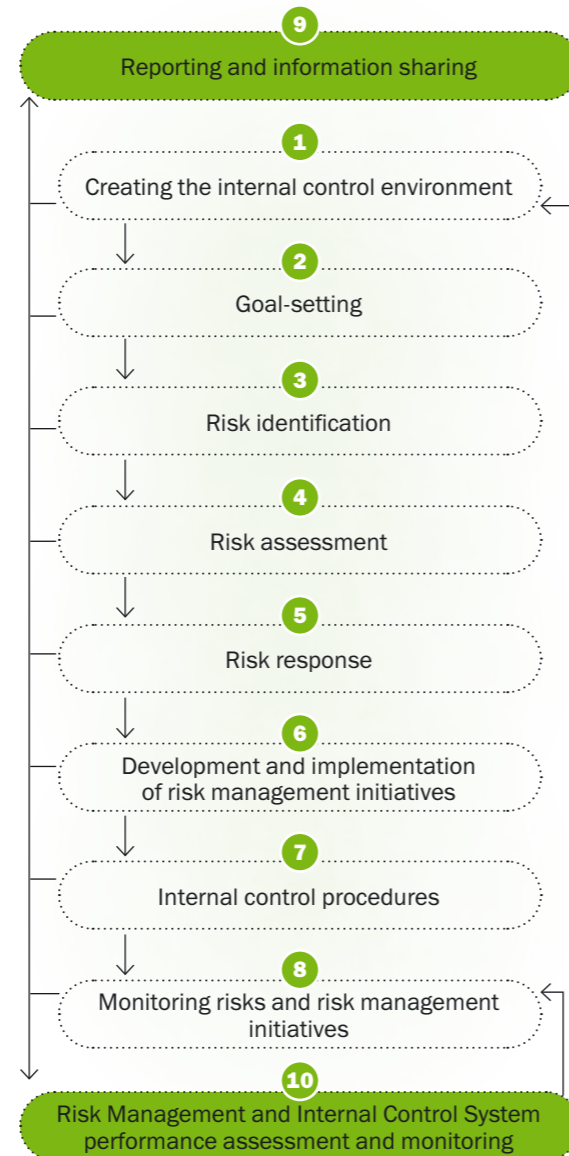 9
Reporting and information sharing
1
Creating the internal control environment
2
Goal-setting
3
Risk identification
4
Risk assessment
5
Risk response
6
Development and implementation
of risk management initiatives
7
Internal control procedures
8
Monitoring risks and risk management
initiatives
10
Risk Management and Internal Control System
performance assessment and monitoring